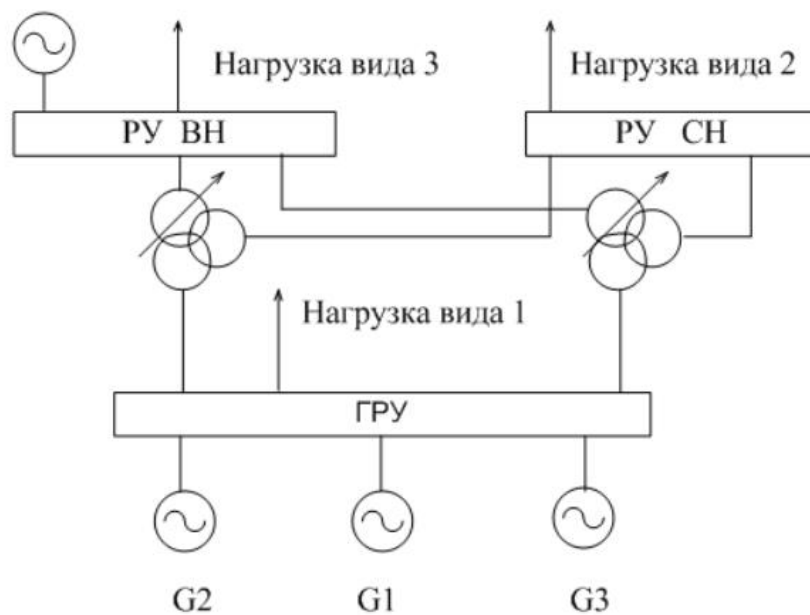 Нагрузка вида 3
Нагрузка вида 2
РУ ВН
РУ СН
Нагрузка вида 1
ГРУ
G2
G1
G3